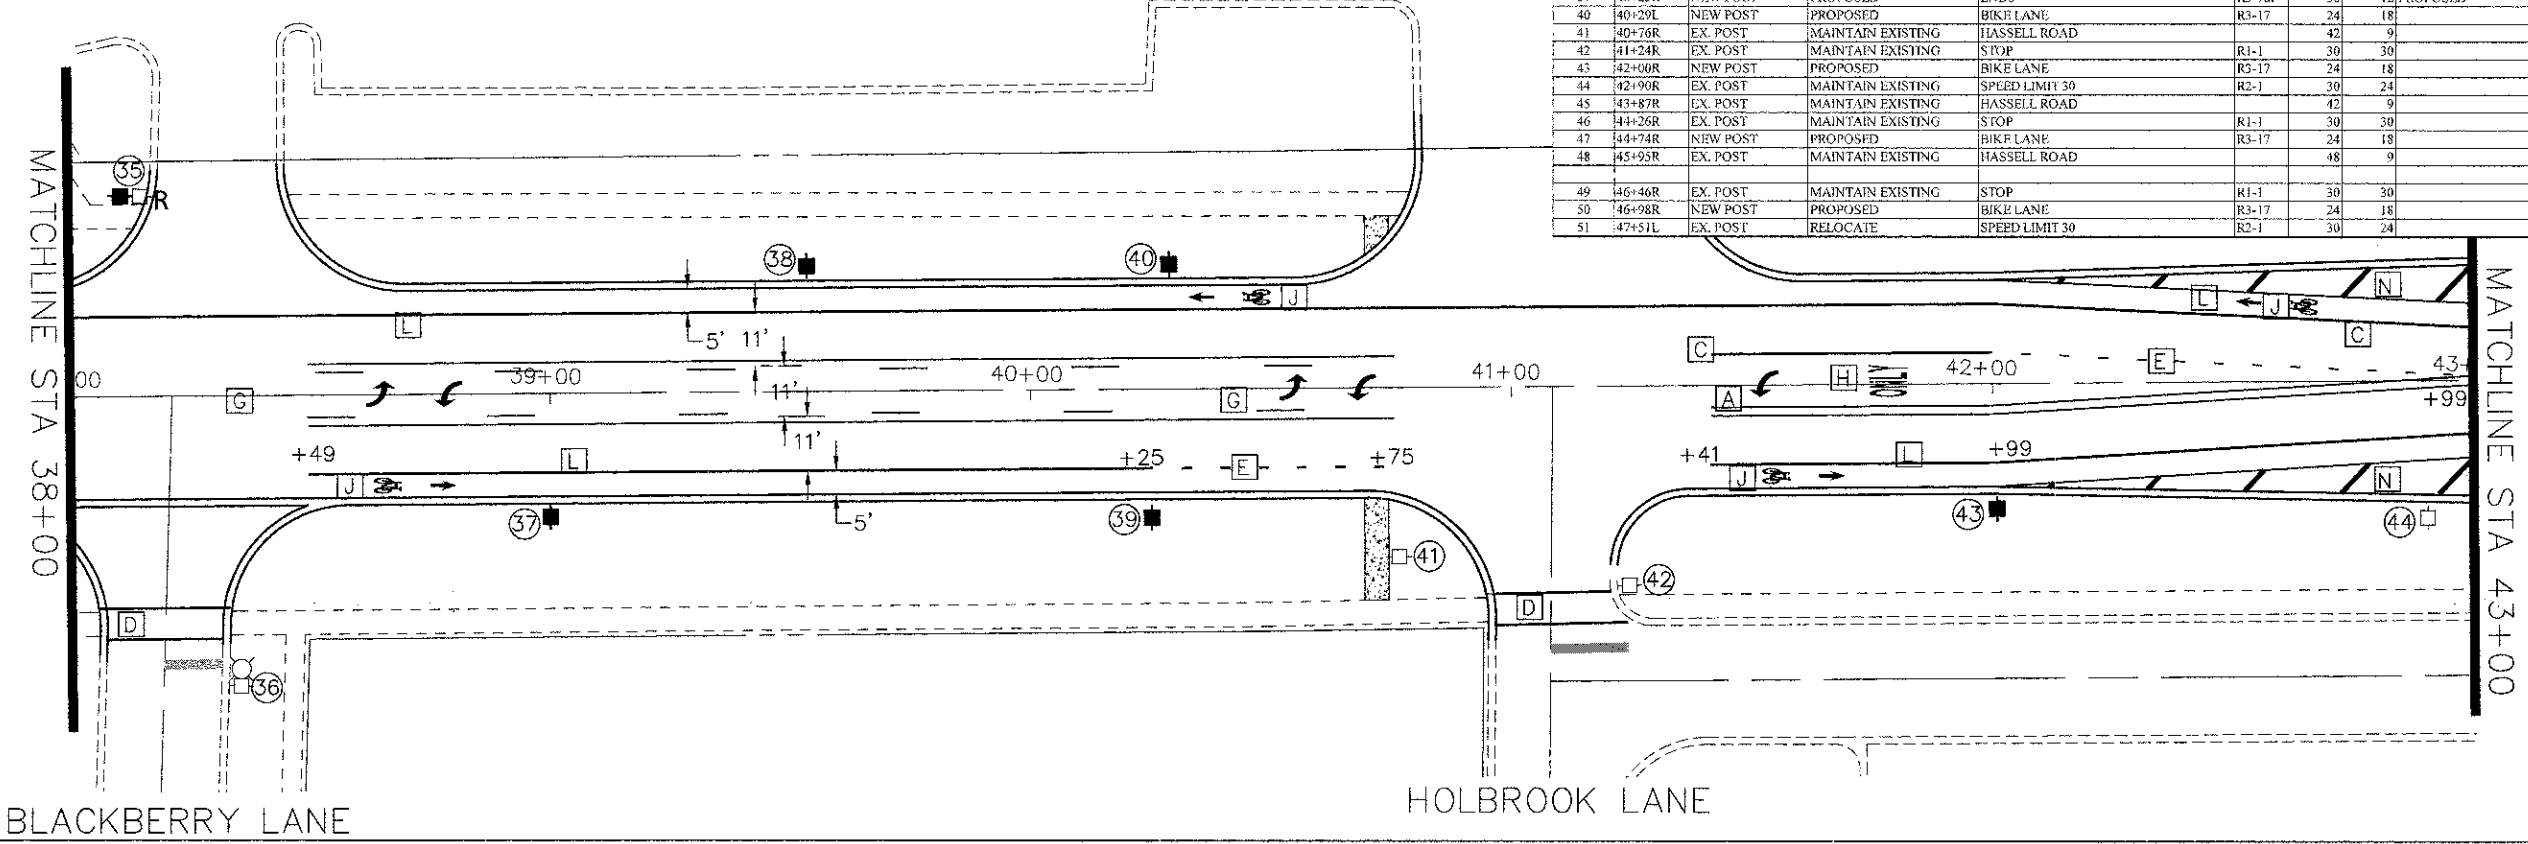 40 40+29L NEW POST PROPOSED BIKE LANE R3-17 24 18
41 40+76R EX. POST MAINTAIN EXISTING HASSELL ROAD 42 9
42 41+24R EX. POST MAINTAIN EXISTING STOP R1-1 30 30
43 42+00R NEW POST PROPOSED BIKE LANE R3-17 24 18
44 42+90R EX. POST MAINTAIN EXISTING SPEED LIMIT 30 R2-1 30 24
45 43+87R EX. POST MAINTAIN EXISTING HASSELL ROAD 42 9
46 44+26R EX. POST MAINTAIN EXISTING STOP R1-1 30 30
47 44+74R NEW POST PROPOSED BIKE LANE R3-17 24 18
48 45+95R EX. POST MAINTAIN EXISTING HASSELL ROAD 48 9
49 46+46R EX. POST MAINTAIN EXISTING STOP R1-1 30 30
50 46+98R NEW POST PROPOSED BIKE LANE R3-17 24 18
51 47+51L EX. POST RELOCATE SPEED LIMIT 30 R2-1 30 24
MATCHLINE STA 38+00
35
R
38
40
J
N
L
J
L
5' 11'
C
C
E
00
39+00
40+00
41+00
42+00
43+
G
11'
G
H
ONLY
A
+99
11'
+49
L
+25
E
+75
+41
L
+99
J
J
N
37
5'
39
43
44
41
42
D
D
36
MATCHLINE STA 43+00
BLACKBERRY LANE
HOLBROOK LANE